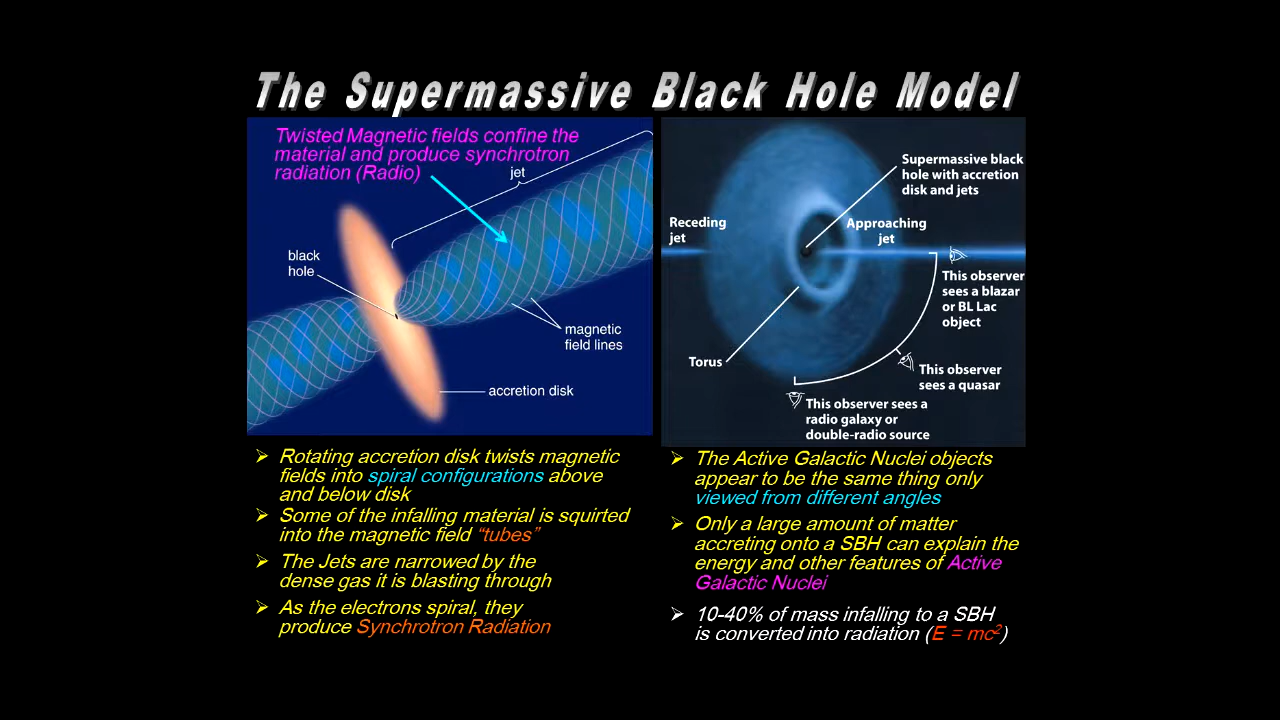 The Supermassive Black Hole Model
Twisted Magnetic fields confine the
material and produce synchrotron
radiation (Radio)
jet
black
hole
magnetic
field lines
accretion disk
Supermassive black
hole with accretion
disk and jets
Receding
jet
Approaching
jet
This observer
sees a blazar
or BL Lac
object
Torus
This observer
sees a quasar
This observer sees a
radio galaxy or
double-radio source
➢ Rotating accretion disk twists magnetic
fields into spiral configurations above
and below disk
➢ Some of the infalling material is squirted
into the magnetic field “tubes”
➢ The Jets are narrowed by the
dense gas it is blasting through
➢ As the electrons spiral, they
produce Synchrotron Radiation
➢ The Active Galactic Nuclei objects
appear to be the same thing only
viewed from different angles
➢ Only a large amount of matter
accreting onto a SBH can explain the
energy and other features of Active
Galactic Nuclei
➢ 10-40% of mass infalling to a SBH
is converted into radiation (E = mc²)